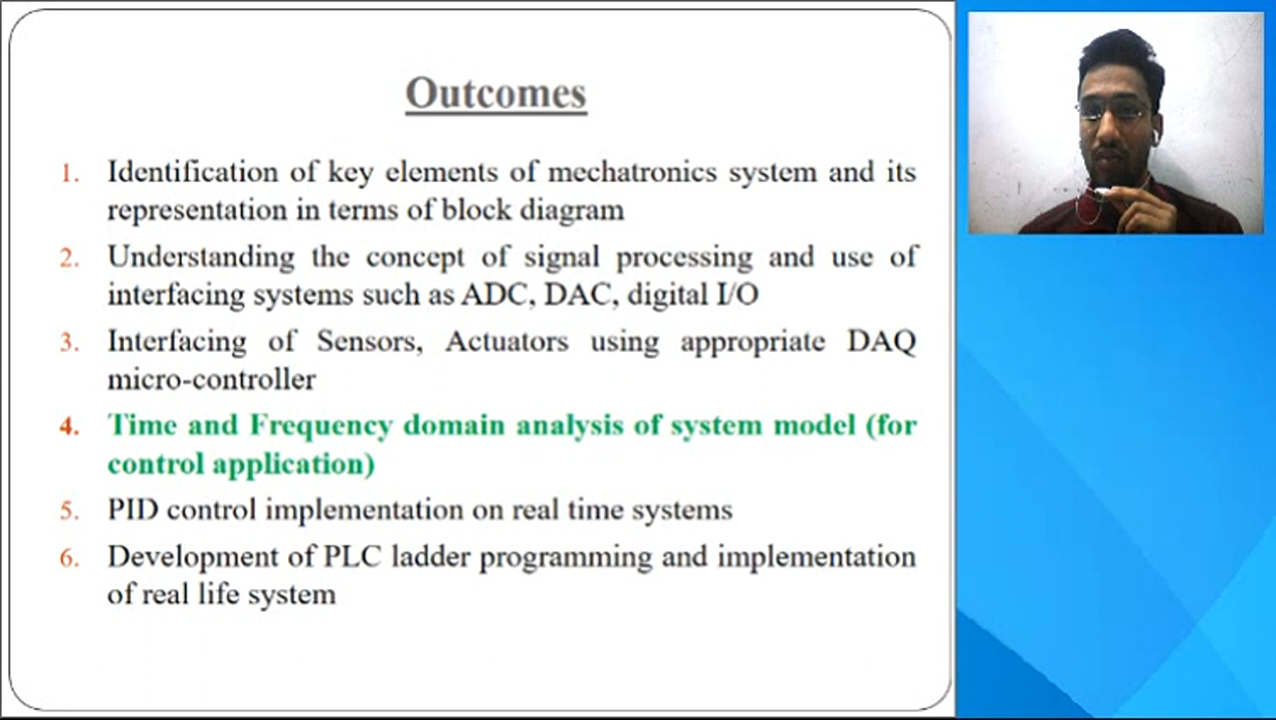 Outcomes
1. Identification of key elements of mechatronics system and its
representation in terms of block diagram
2. Understanding the concept of signal processing and use of
interfacing systems such as ADC, DAC, digital I/O
3. Interfacing of Sensors, Actuators using appropriate DAQ
micro-controller
4. Time and Frequency domain analysis of system model (for
control application)
5. PID control implementation on real time systems
6. Development of PLC ladder programming and implementation
of real life system